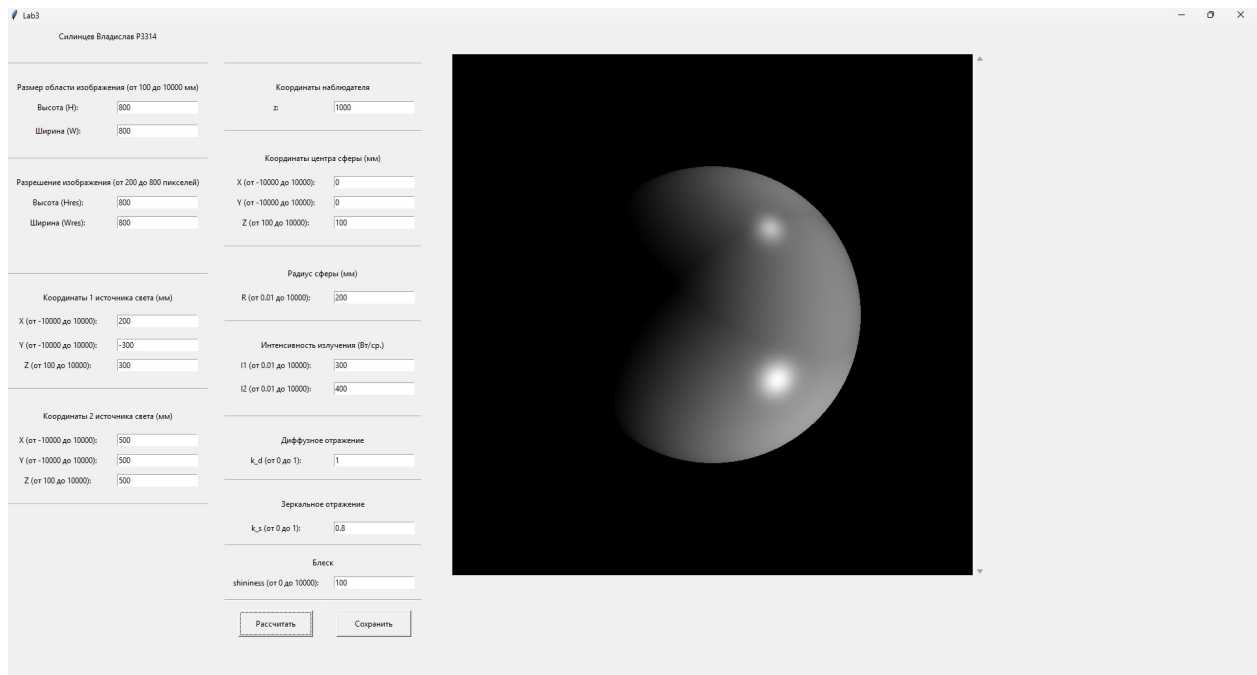 Lab3
Силинцев Владислав P3314
Размер области изображения (от 100 до 10000 мм)
Высота (H): 800
Ширина (W): 800
Разрешение изображения (от 200 до 800 пикселей)
Высота (Hres): 800
Ширина (Wres): 800
Координаты 1 источника света (мм)
X (от -10000 до 10000): 200
Y (от -10000 до 10000): -300
Z (от 100 до 10000): 300
Координаты 2 источника света (мм)
X (от -10000 до 10000): 500
Y (от -10000 до 10000): 500
Z (от 100 до 10000): 500
Координаты наблюдателя
z: 1000
Координаты центра сферы (мм)
X (от -10000 до 10000): 0
Y (от -10000 до 10000): 0
Z (от 100 до 10000): 100
Радиус сферы (мм)
R (от 0.01 до 10000): 200
Интенсивность излучения (Вт/ср.)
I1 (от 0.01 до 10000): 300
I2 (от 0.01 до 10000): 400
Диффузное отражение
k_d (от 0 до 1): 1
Зеркальное отражение
k_s (от 0 до 1): 0.8
Блеск
shininess (от 0 до 10000): 100
Рассчитать Сохранить